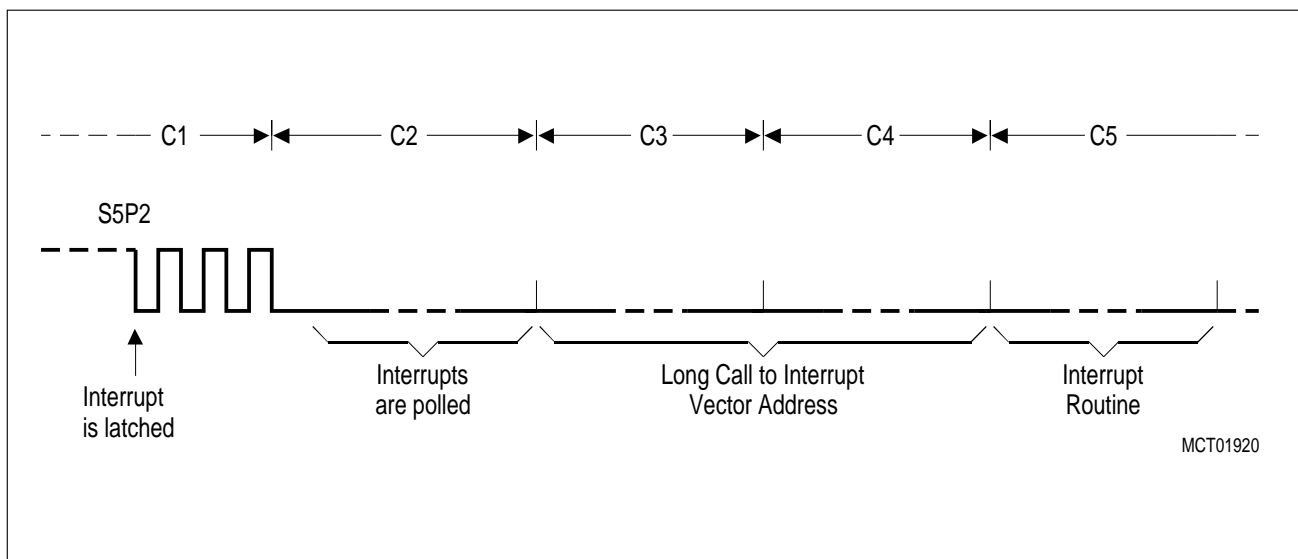 C1 C2 C3 C4 C5
S5P2
Interrupt
is latched
Interrupts
are polled
Long Call to Interrupt
Vector Address
Interrupt
Routine
MCT01920